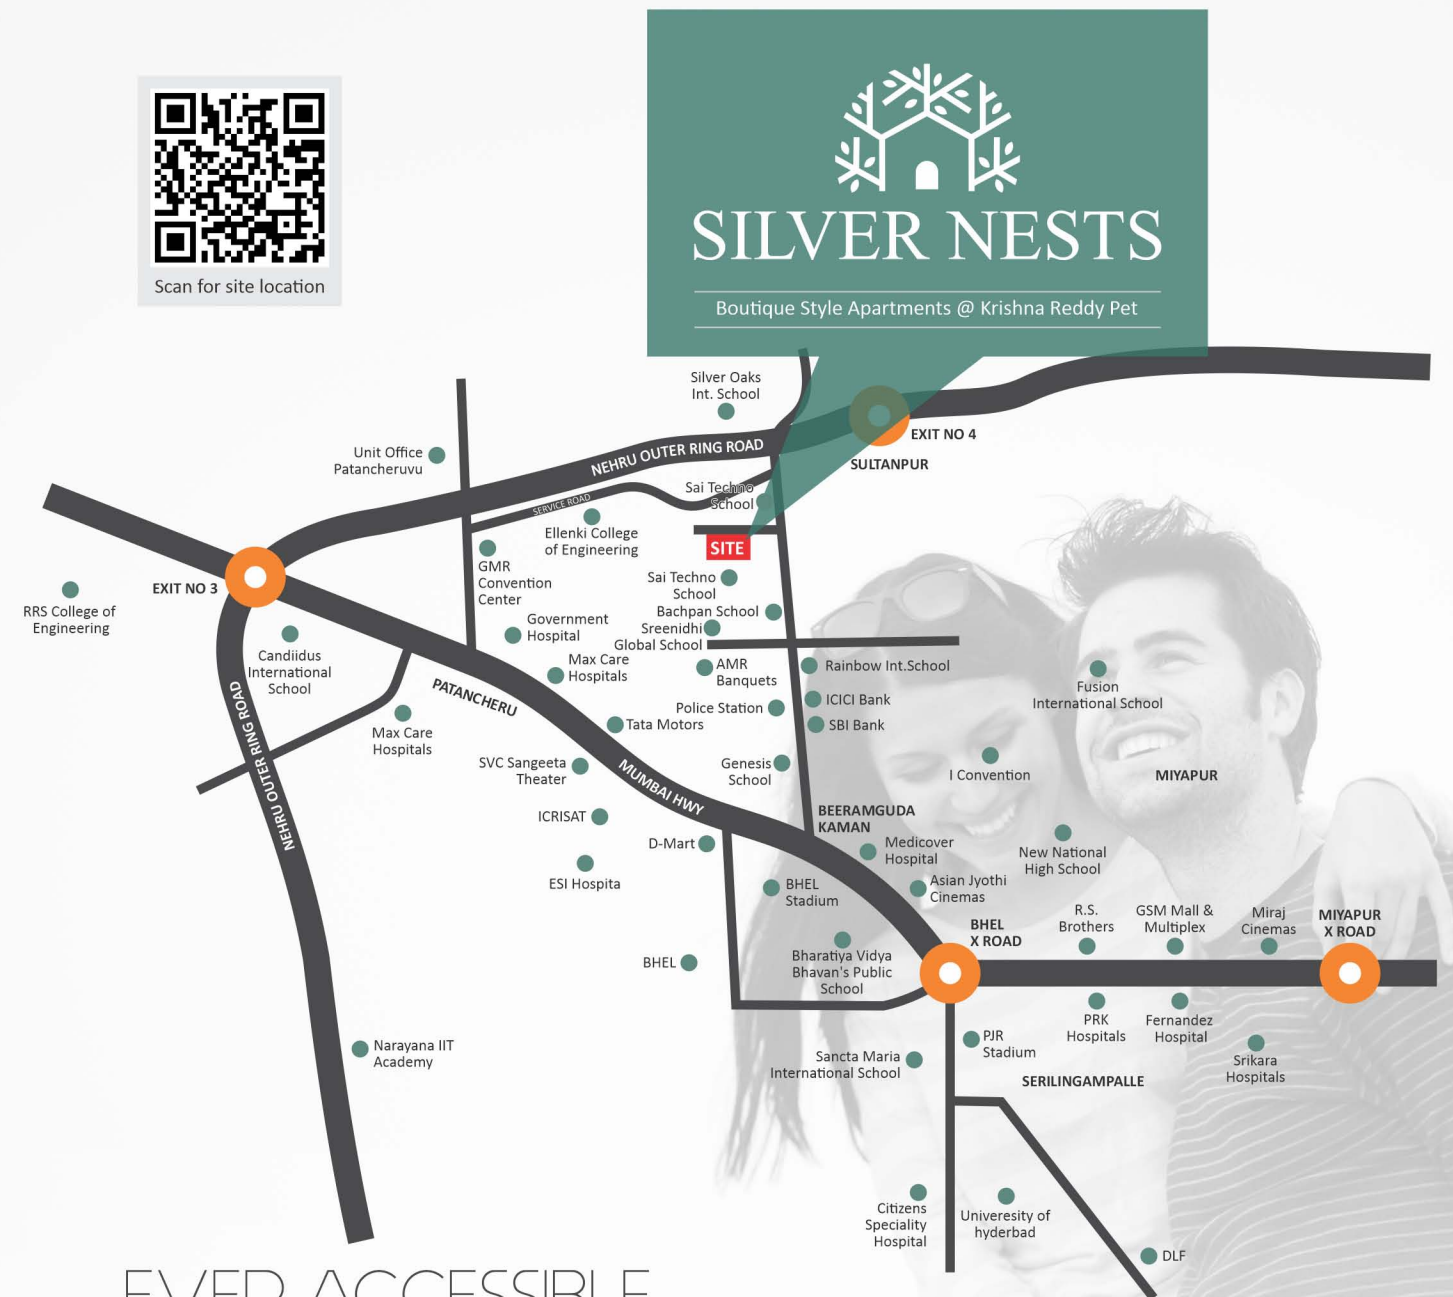 Scan for site location
SILVER NESTS
Boutique Style Apartments @ Krishna Reddy Pet
Silver Oaks
Int. School
EXIT NO 4
SULTANPUR
NEHRU OUTER RING ROAD
Unit Office
Patancheruvu
SERVICE ROAD
Sai Techno
School
Ellenki College
of Engineering
SITE
EXIT NO 3
RRS College of
Engineering
GMR
Convention
Center
Sai Techno
School
Bachpan School
Government
Hospital
Sreenidhi
Global School
Candiidus
International
School
Max Care
Hospitals
AMR
Banquets
Rainbow Int.School
Fusion
International School
PATANCHERU
ICICI Bank
Police Station
SBI Bank
Tata Motors
Max Care
Hospitals
NEHRU OUTER RING ROAD
SVC Sangeeta
Theater
MUMBAI HWY
Genesis
School
I Convention
MIYAPUR
ICRISAT
BEERAMGUDA
KAMAN
D-Mart
Medicover
Hospital
New National
High School
ESI Hospita
BHEL
Stadium
Asian Jyothi
Cinemas
BHEL
X ROAD
R.S.
Brothers
GSM Mall &
Multiplex
Miraj
Cinemas
MIYAPUR
X ROAD
BHEL
Bharatiya Vidya
Bhavan's Public
School
PRK
Hospitals
Fernandez
Hospital
Srikara
Hospitals
PJR
Stadium
Narayana IIT
Academy
Sancta Maria
International School
SERILINGAMPALLE
Citizens
Speciality
Hospital
Univeresity of
hyderbad
DLF
EVER ACCESSIBLE